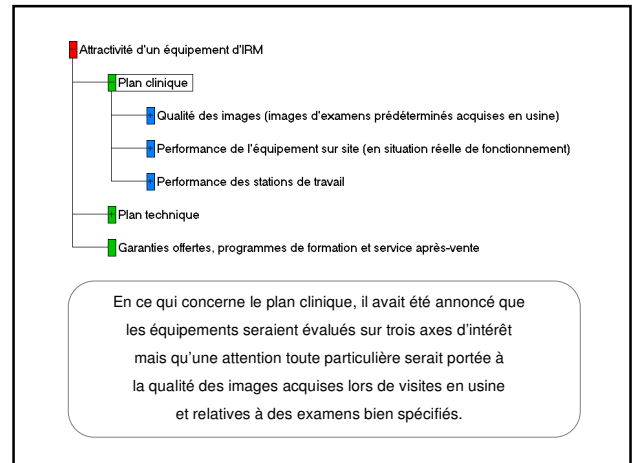 Attractivité d'un équipement d'IRM
Plan clinique
Qualité des images (images d'examens prédéterminés acquises en usine)
Performance de l'équipement sur site (en situation réelle de fonctionnement)
Performance des stations de travail
Plan technique
Garanties offertes, programmes de formation et service après-vente
En ce qui concerne le plan clinique, il avait été annoncé que
les équipements seraient évalués sur trois axes d'intérêt
mais qu'une attention toute particulière serait portée à
la qualité des images acquises lors de visites en usine
et relatives à des examens bien spécifiés.